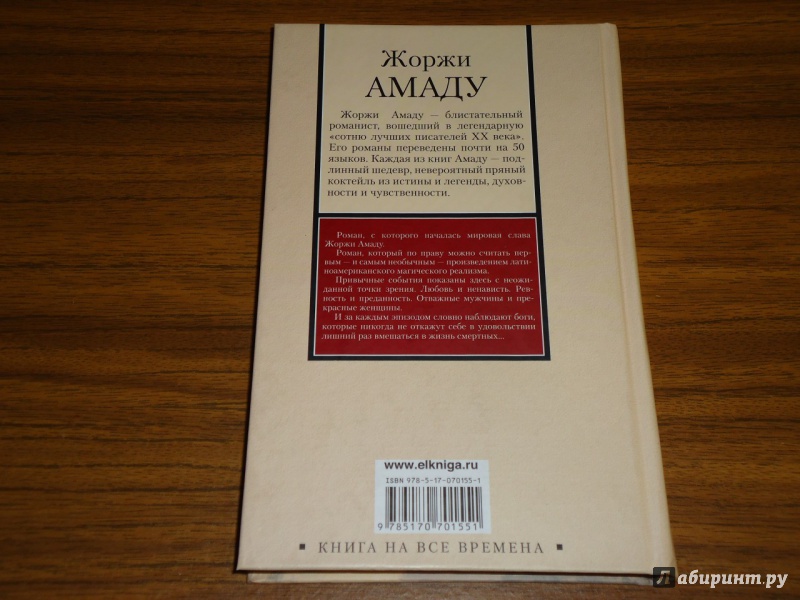 Жоржи
АМАДУ
Жоржи Амаду — блистательный
романист, вошедший в легендарную
«сотню лучших писателей XX века».
Его романы переведены почти на 50
языков. Каждая из книг Амаду — под-
линный шедевр, невероятный пряный
коктейль из истины и легенды, духов-
ности и чувственности.
Роман, с которого началась мировая слава
Жоржи Амаду.
Роман, который по праву можно считать пер-
вым — и самым необычным — произведением лати-
ноамериканского магического реализма.
Привычные события показаны здесь с неожи-
данной точки зрения. Любовь и ненависть. Рев-
ность и преданность. Отважные мужчины и пре-
красные женщины.
И за каждым эпизодом словно наблюдают боги,
которые никогда не откажут себе в удовольствии
лишний раз вмешаться в жизнь смертных...
www.elkniga.ru
ISBN 978-5-17-070155-1
9 785170 701551
▪ КНИГА НА ВСЕ ВРЕМЕНА ▪
Лабиринт.ру